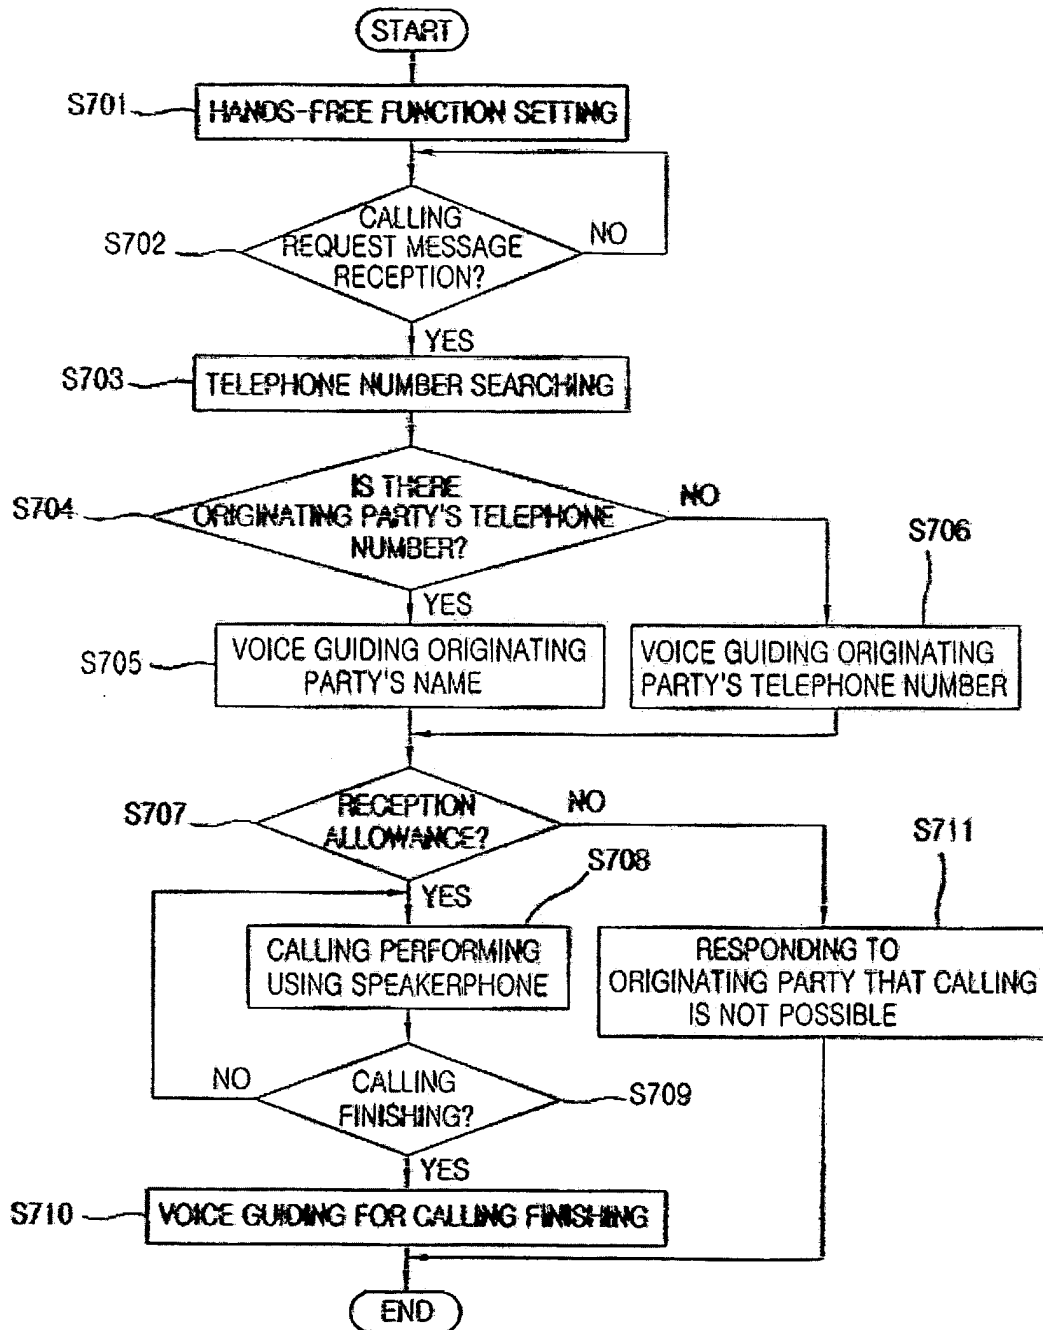 START
S701
HANDS-FREE FUNCTION SETTING
S702
CALLING
REQUEST MESSAGE
RECEPTION?
NO
YES
S703
TELEPHONE NUMBER SEARCHING
S704
IS THERE
ORIGINATING PARTY'S TELEPHONE
NUMBER?
NO
YES
S706
S705
VOICE GUIDING ORIGINATING
PARTY'S NAME
VOICE GUIDING ORIGINATING
PARTY'S TELEPHONE NUMBER
S707
RECEPTION
ALLOWANCE?
NO
YES
S708
S711
CALLING PERFORMING
USING SPEAKERPHONE
RESPONDING TO
ORIGINATING PARTY THAT CALLING
IS NOT POSSIBLE
NO
CALLING
FINISHING?
S709
YES
S710
VOICE GUIDING FOR CALLING FINISHING
END